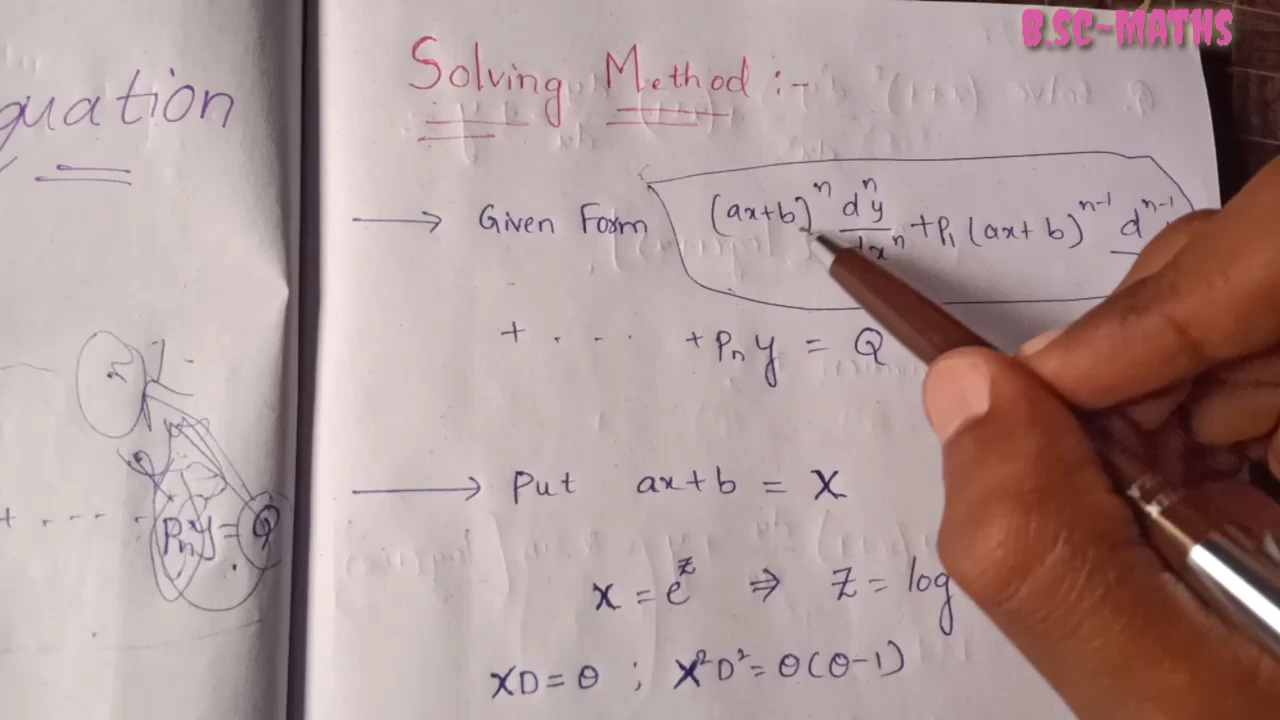 B.SC~MATHS
quation
Solving Method :-
→ Given Form (ax+b)^n d^n y/dx^n + P₁ (ax+b)^n-1 d^n-1
+ . . . . + Pₙ y = Q
→ Put ax+b = X
x = e^z ⇒ z = log
XD = θ ; X²D² = θ(θ-1)
+ . - - - Pₙ y = Q